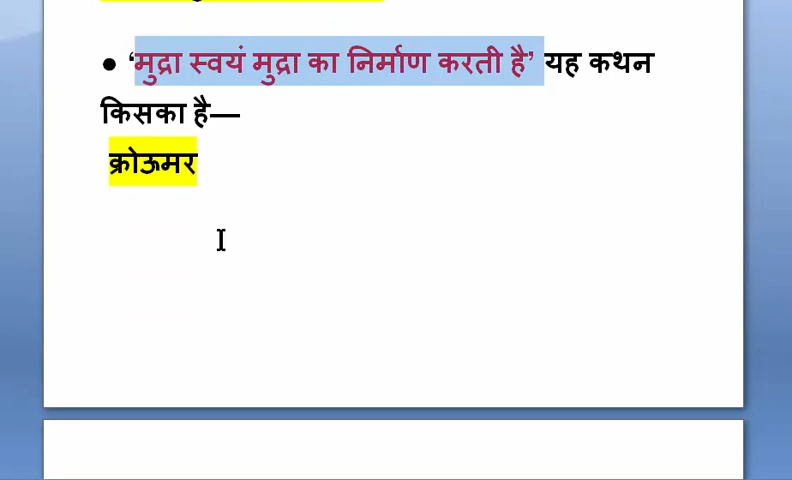 ● ‘मुद्रा स्वयं मुद्रा का निर्माण करती है’ यह कथन
किसका है—
क्रोऊमर